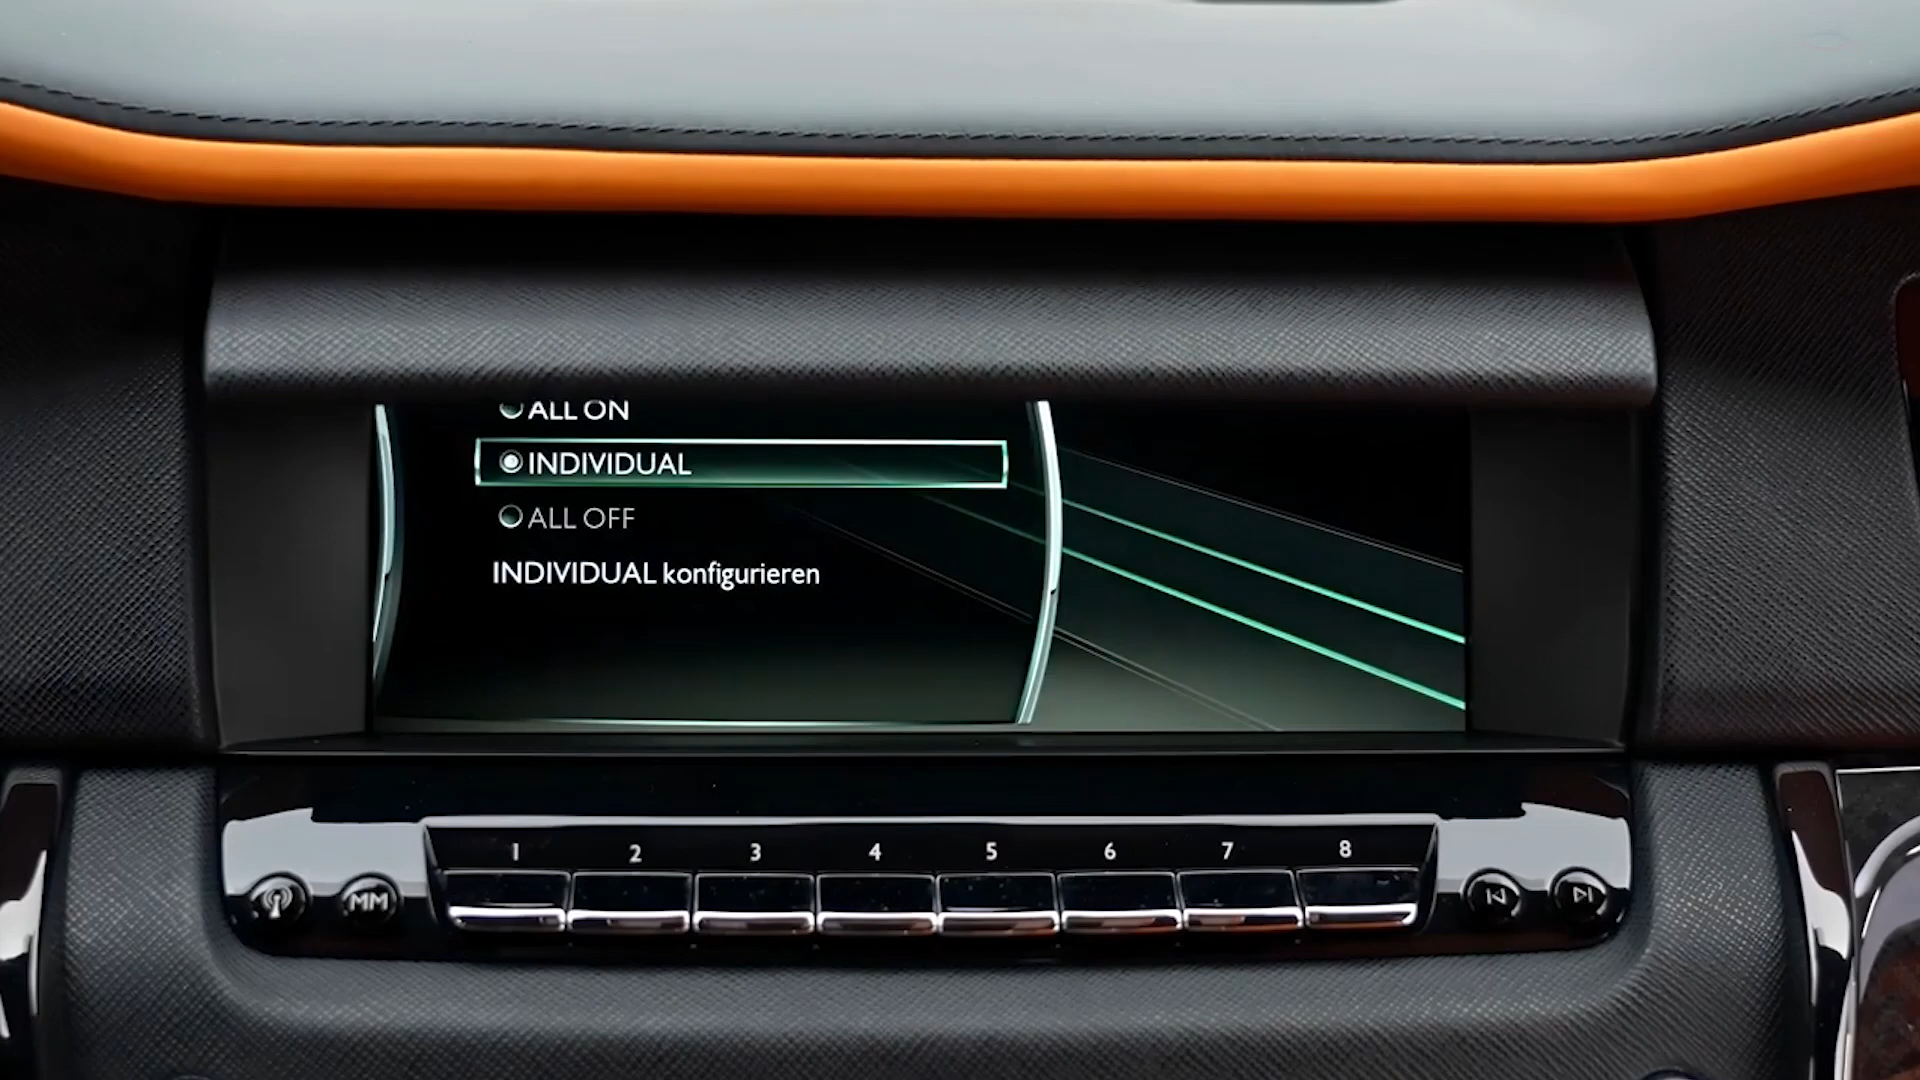 ALL ON
INDIVIDUAL
ALL OFF
INDIVIDUAL konfigurieren
1 2 3 4 5 6 7 8
MM